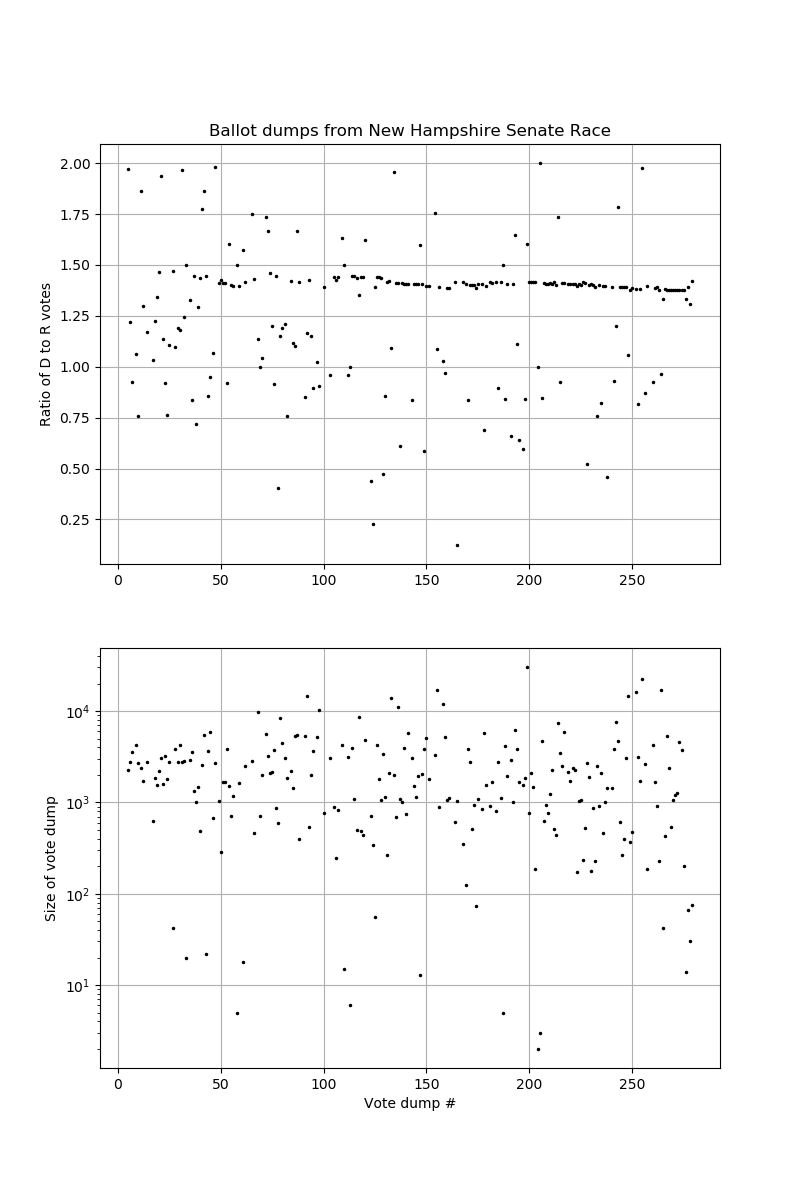 Ballot dumps from New Hampshire Senate Race
2.00
1.75
1.50
1.25
1.00
0.75
0.50
0.25
Ratio of D to R votes
0 50 100 150 200 250
10⁴
10³
10²
10¹
Size of vote dump
0 50 100 150 200 250
Vote dump #